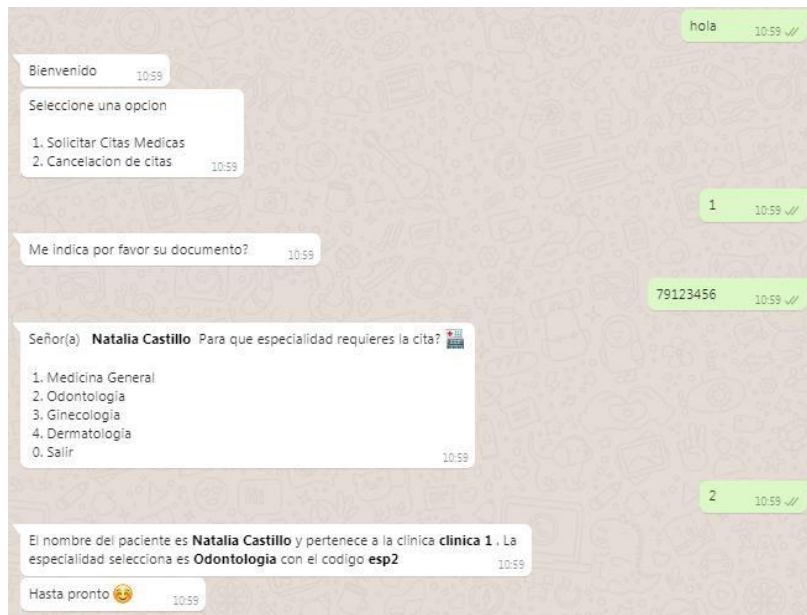 hola 10:59
Bienvenido 10:59
Seleccione una opcion
1. Solicitar Citas Medicas
2. Cancelacion de citas 10:59
1 10:59
Me indica por favor su documento? 10:59
79123456 10:59
Señor(a) Natalia Castillo Para que especialidad requieres la cita?
1. Medicina General
2. Odontologia
3. Ginecologia
4. Dermatologia
0. Salir 10:59
2 10:59
El nombre del paciente es Natalia Castillo y pertenece a la clinica clinica 1 . La
especialidad selecciona es Odontologia con el codigo esp2 10:59
Hasta pronto 😊 10:59